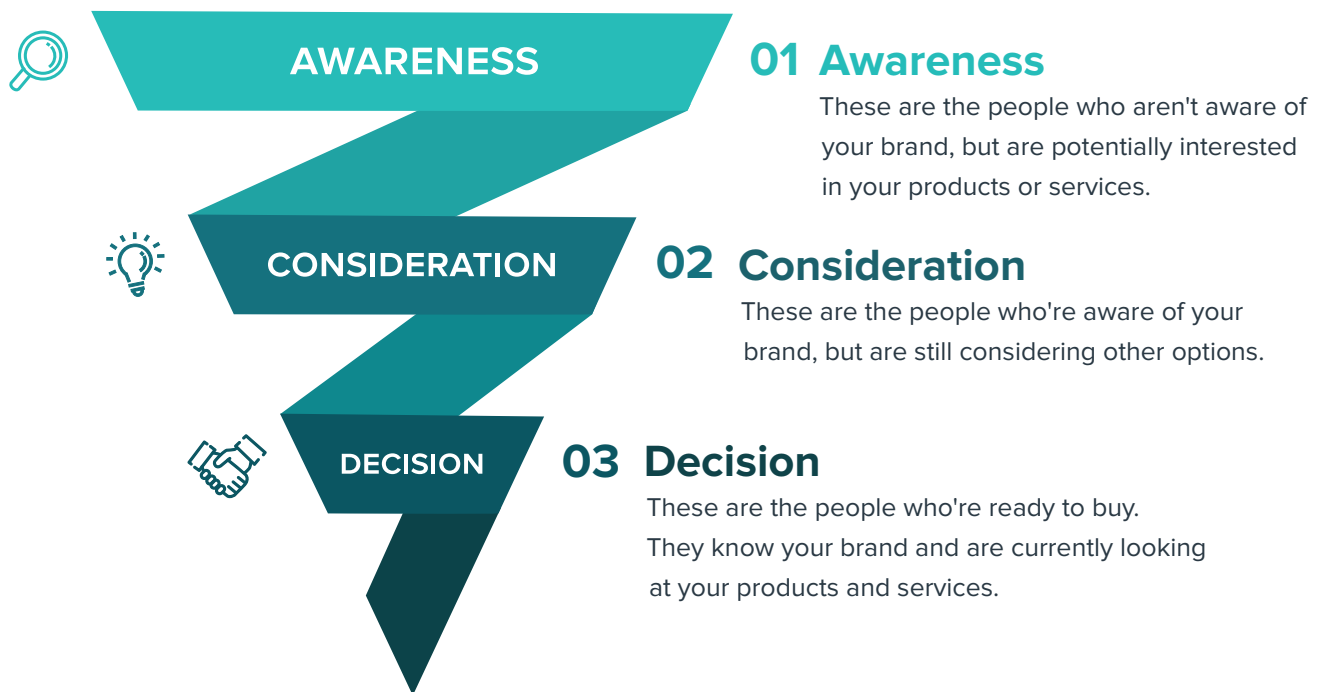 AWARENESS
01 Awareness
These are the people who aren't aware of
your brand, but are potentially interested
in your products or services.
CONSIDERATION
02 Consideration
These are the people who're aware of your
brand, but are still considering other options.
DECISION
03 Decision
These are the people who're ready to buy.
They know your brand and are currently looking
at your products and services.